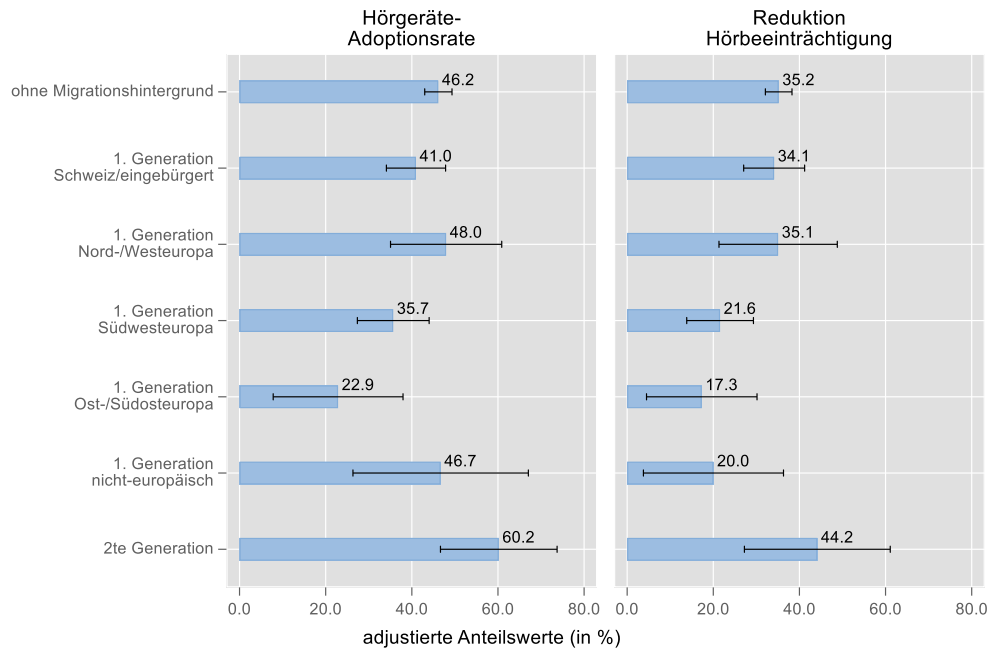 Hörgeräte-
Adoptionsrate
Reduktion
Hörbeeinträchtigung
ohne Migrationshintergrund
46.2
35.2
1. Generation
Schweiz/eingebürgert
41.0
34.1
1. Generation
Nord-/Westeuropa
48.0
35.1
1. Generation
Südwesteuropa
35.7
21.6
1. Generation
Ost-/Südosteuropa
22.9
17.3
1. Generation
nicht-europäisch
46.7
20.0
2te Generation
60.2
44.2
0.0 20.0 40.0 60.0 80.0
0.0 20.0 40.0 60.0 80.0
adjustierte Anteilswerte (in %)